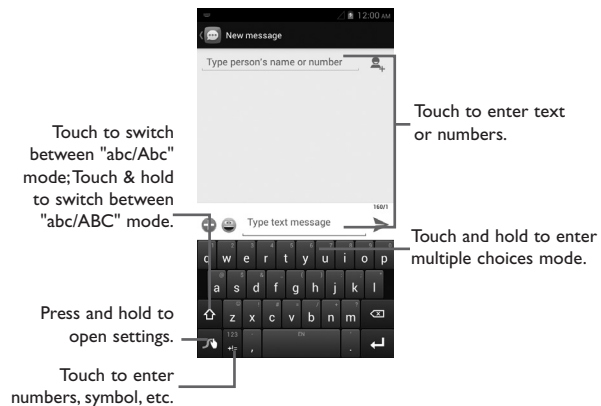 12:00 AM
New message
Type person's name or number
Touch to enter text
or numbers.
Touch to switch
between "abc/Abc"
mode; Touch & hold
to switch between
"abc/ABC" mode.
160/1
Type text message
Touch and hold to enter
multiple choices mode.
q w e r t y u i o p
a s d f g h j k l
z x c v b n m
Press and hold to
open settings.
123
EN
+!=
,
.
Touch to enter
numbers, symbol, etc.